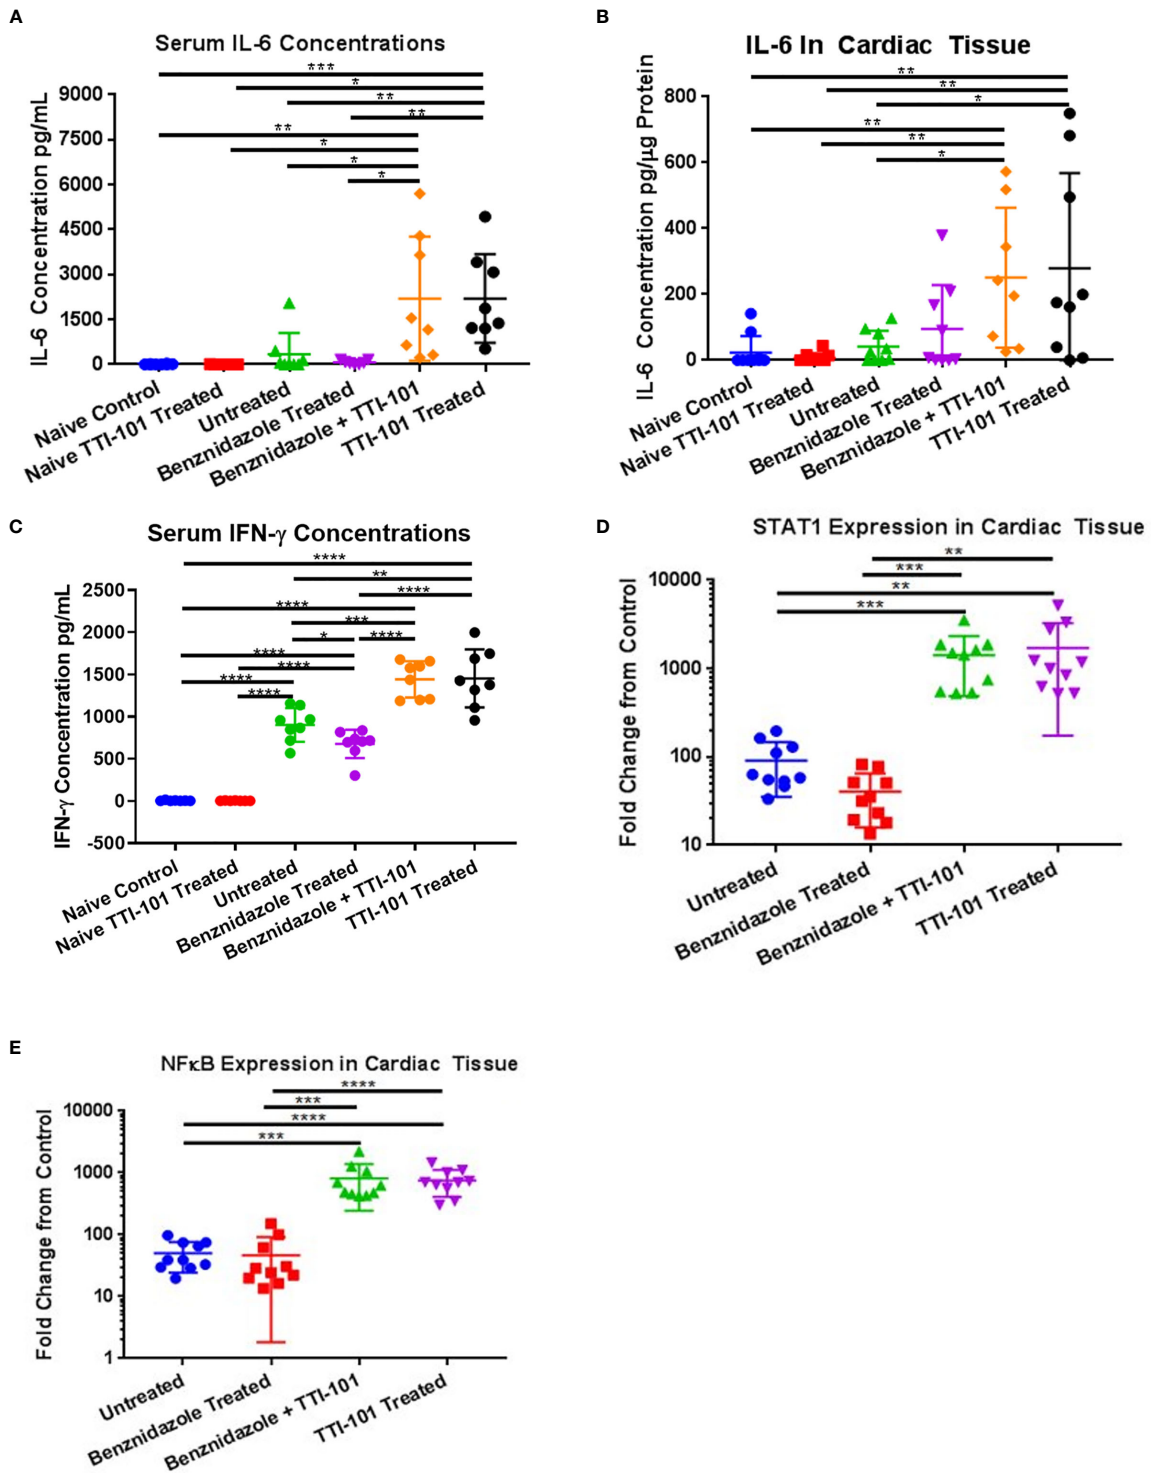 A
Serum IL-6 Concentrations
***
*
**
**
**
*
*
*
IL-6 Concentration pg/mL
9000
7500
6000
4500
3000
1500
0
Naive Control
Naive TTI-101 Treated
Untreated
Benznidazole Treated
Benznidazole + TTI-101
TTI-101 Treated
B
IL-6 In Cardiac Tissue
**
**
*
**
**
*
IL-6 Concentration pg/µg Protein
800
600
400
200
0
Naive Control
Naive TTI-101 Treated
Untreated
Benznidazole Treated
Benznidazole + TTI-101
TTI-101 Treated
C
Serum IFN-γ Concentrations
****
**
****
****
***
*
****
****
****
****
****
IFN-γ Concentration pg/mL
2500
2000
1500
1000
500
0
-500
Naive Control
Naive TTI-101 Treated
Untreated
Benznidazole Treated
Benznidazole + TTI-101
TTI-101 Treated
D
STAT1 Expression in Cardiac Tissue
**
***
**
***
Fold Change from Control
10000
1000
100
10
Untreated
Benznidazole Treated
Benznidazole + TTI-101
TTI-101 Treated
E
NFκB Expression in Cardiac Tissue
****
***
****
***
Fold Change from Control
10000
1000
100
10
1
Untreated
Benznidazole Treated
Benznidazole + TTI-101
TTI-101 Treated